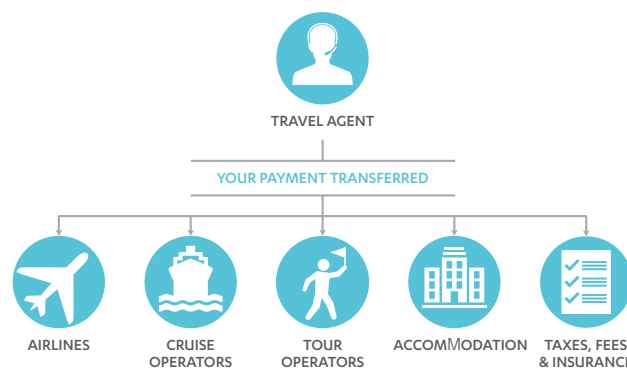 TRAVEL AGENT
YOUR PAYMENT TRANSFERRED
AIRLINES
CRUISE
OPERATORS
TOUR
OPERATORS
ACCOMMODATION
TAXES, FEES
& INSURANC